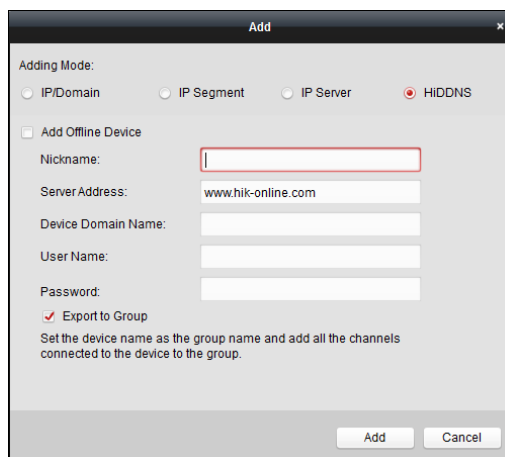 Add
×
Adding Mode:
IP/Domain IP Segment IP Server HiDDNS
Add Offline Device
Nickname:
Server Address: www.hik-online.com
Device Domain Name:
User Name:
Password:
Export to Group
Set the device name as the group name and add all the channels
connected to the device to the group.
Add Cancel